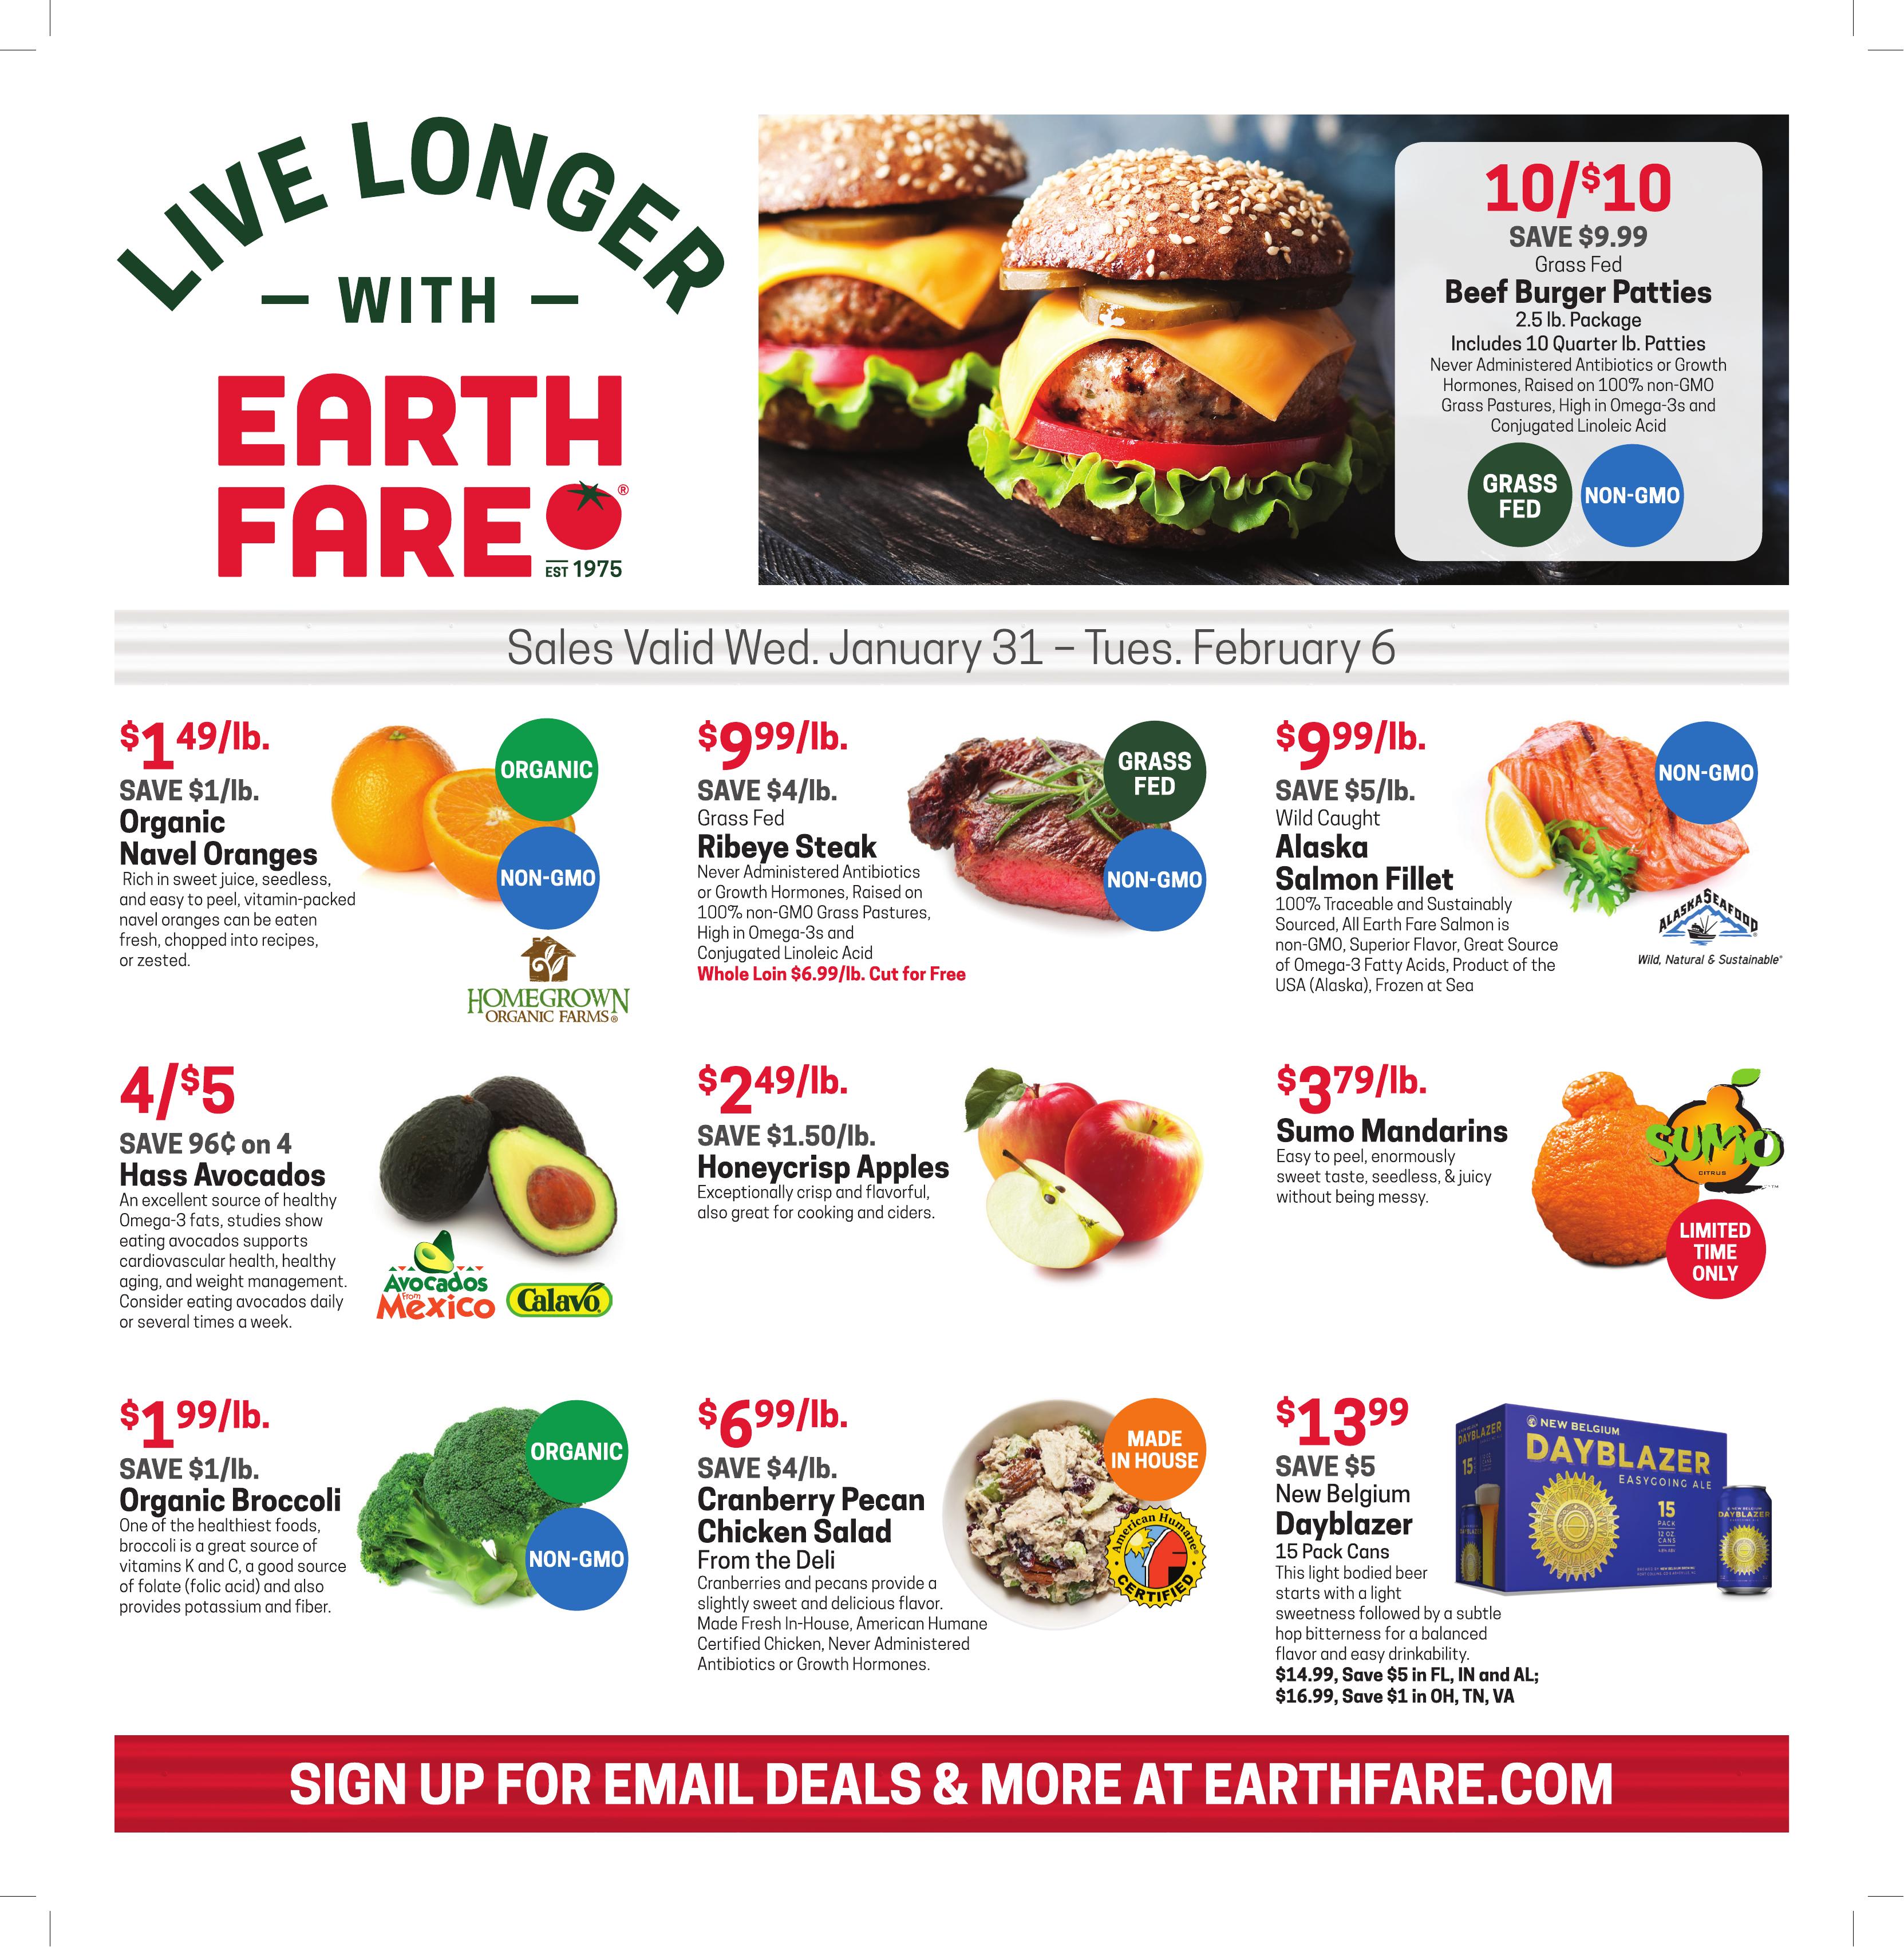 LIVE LONGER
— WITH —
EARTH
FARE®
EST 1975
10/$10
SAVE $9.99
Grass Fed
Beef Burger Patties
2.5 lb. Package
Includes 10 Quarter lb. Patties
Never Administered Antibiotics or Growth
Hormones, Raised on 100% non-GMO
Grass Pastures, High in Omega-3s and
Conjugated Linoleic Acid
GRASS
FED
NON-GMO
Sales Valid Wed. January 31 – Tues. February 6
$1 49/lb.
SAVE $1/lb.
Organic
Navel Oranges
Rich in sweet juice, seedless,
and easy to peel, vitamin-packed
navel oranges can be eaten
fresh, chopped into recipes,
or zested.
ORGANIC
NON-GMO
HOMEGROWN
ORGANIC FARMS®
$9 99/lb.
SAVE $4/lb.
Grass Fed
Ribeye Steak
Never Administered Antibiotics
or Growth Hormones, Raised on
100% non-GMO Grass Pastures,
High in Omega-3s and
Conjugated Linoleic Acid
Whole Loin $6.99/lb. Cut for Free
GRASS
FED
NON-GMO
$9 99/lb.
SAVE $5/lb.
Wild Caught
Alaska
Salmon Fillet
100% Traceable and Sustainably
Sourced, All Earth Fare Salmon is
non-GMO, Superior Flavor, Great Source
of Omega-3 Fatty Acids, Product of the
USA (Alaska), Frozen at Sea
NON-GMO
ALASKA SEAFOOD
Wild, Natural & Sustainable®
4/$5
SAVE 96¢ on 4
Hass Avocados
An excellent source of healthy
Omega-3 fats, studies show
eating avocados supports
cardiovascular health, healthy
aging, and weight management.
Consider eating avocados daily
or several times a week.
Avocados
From
Mexico
Calavo
$2 49/lb.
SAVE $1.50/lb.
Honeycrisp Apples
Exceptionally crisp and flavorful,
also great for cooking and ciders.
$3 79/lb.
Sumo Mandarins
Easy to peel, enormously
sweet taste, seedless, & juicy
without being messy.
SUMO
CITRUS
LIMITED
TIME
ONLY
$1 99/lb.
SAVE $1/lb.
Organic Broccoli
One of the healthiest foods,
broccoli is a great source of
vitamins K and C, a good source
of folate (folic acid) and also
provides potassium and fiber.
ORGANIC
NON-GMO
$6 99/lb.
SAVE $4/lb.
Cranberry Pecan
Chicken Salad
From the Deli
Cranberries and pecans provide a
slightly sweet and delicious flavor.
Made Fresh In-House, American Humane
Certified Chicken, Never Administered
Antibiotics or Growth Hormones.
MADE
IN HOUSE
American Humane®
CERTIFIED
$13 99
SAVE $5
New Belgium
Dayblazer
15 Pack Cans
This light bodied beer
starts with a light
sweetness followed by a subtle
hop bitterness for a balanced
flavor and easy drinkability.
$14.99, Save $5 in FL, IN and AL;
$16.99, Save $1 in OH, TN, VA
NEW BELGIUM
DAYBLAZER
EASYGOING ALE
15
PACK
12 OZ.
CANS
DAYBLAZER
15
DAYBLAZER
SIGN UP FOR EMAIL DEALS & MORE AT EARTHFARE.COM